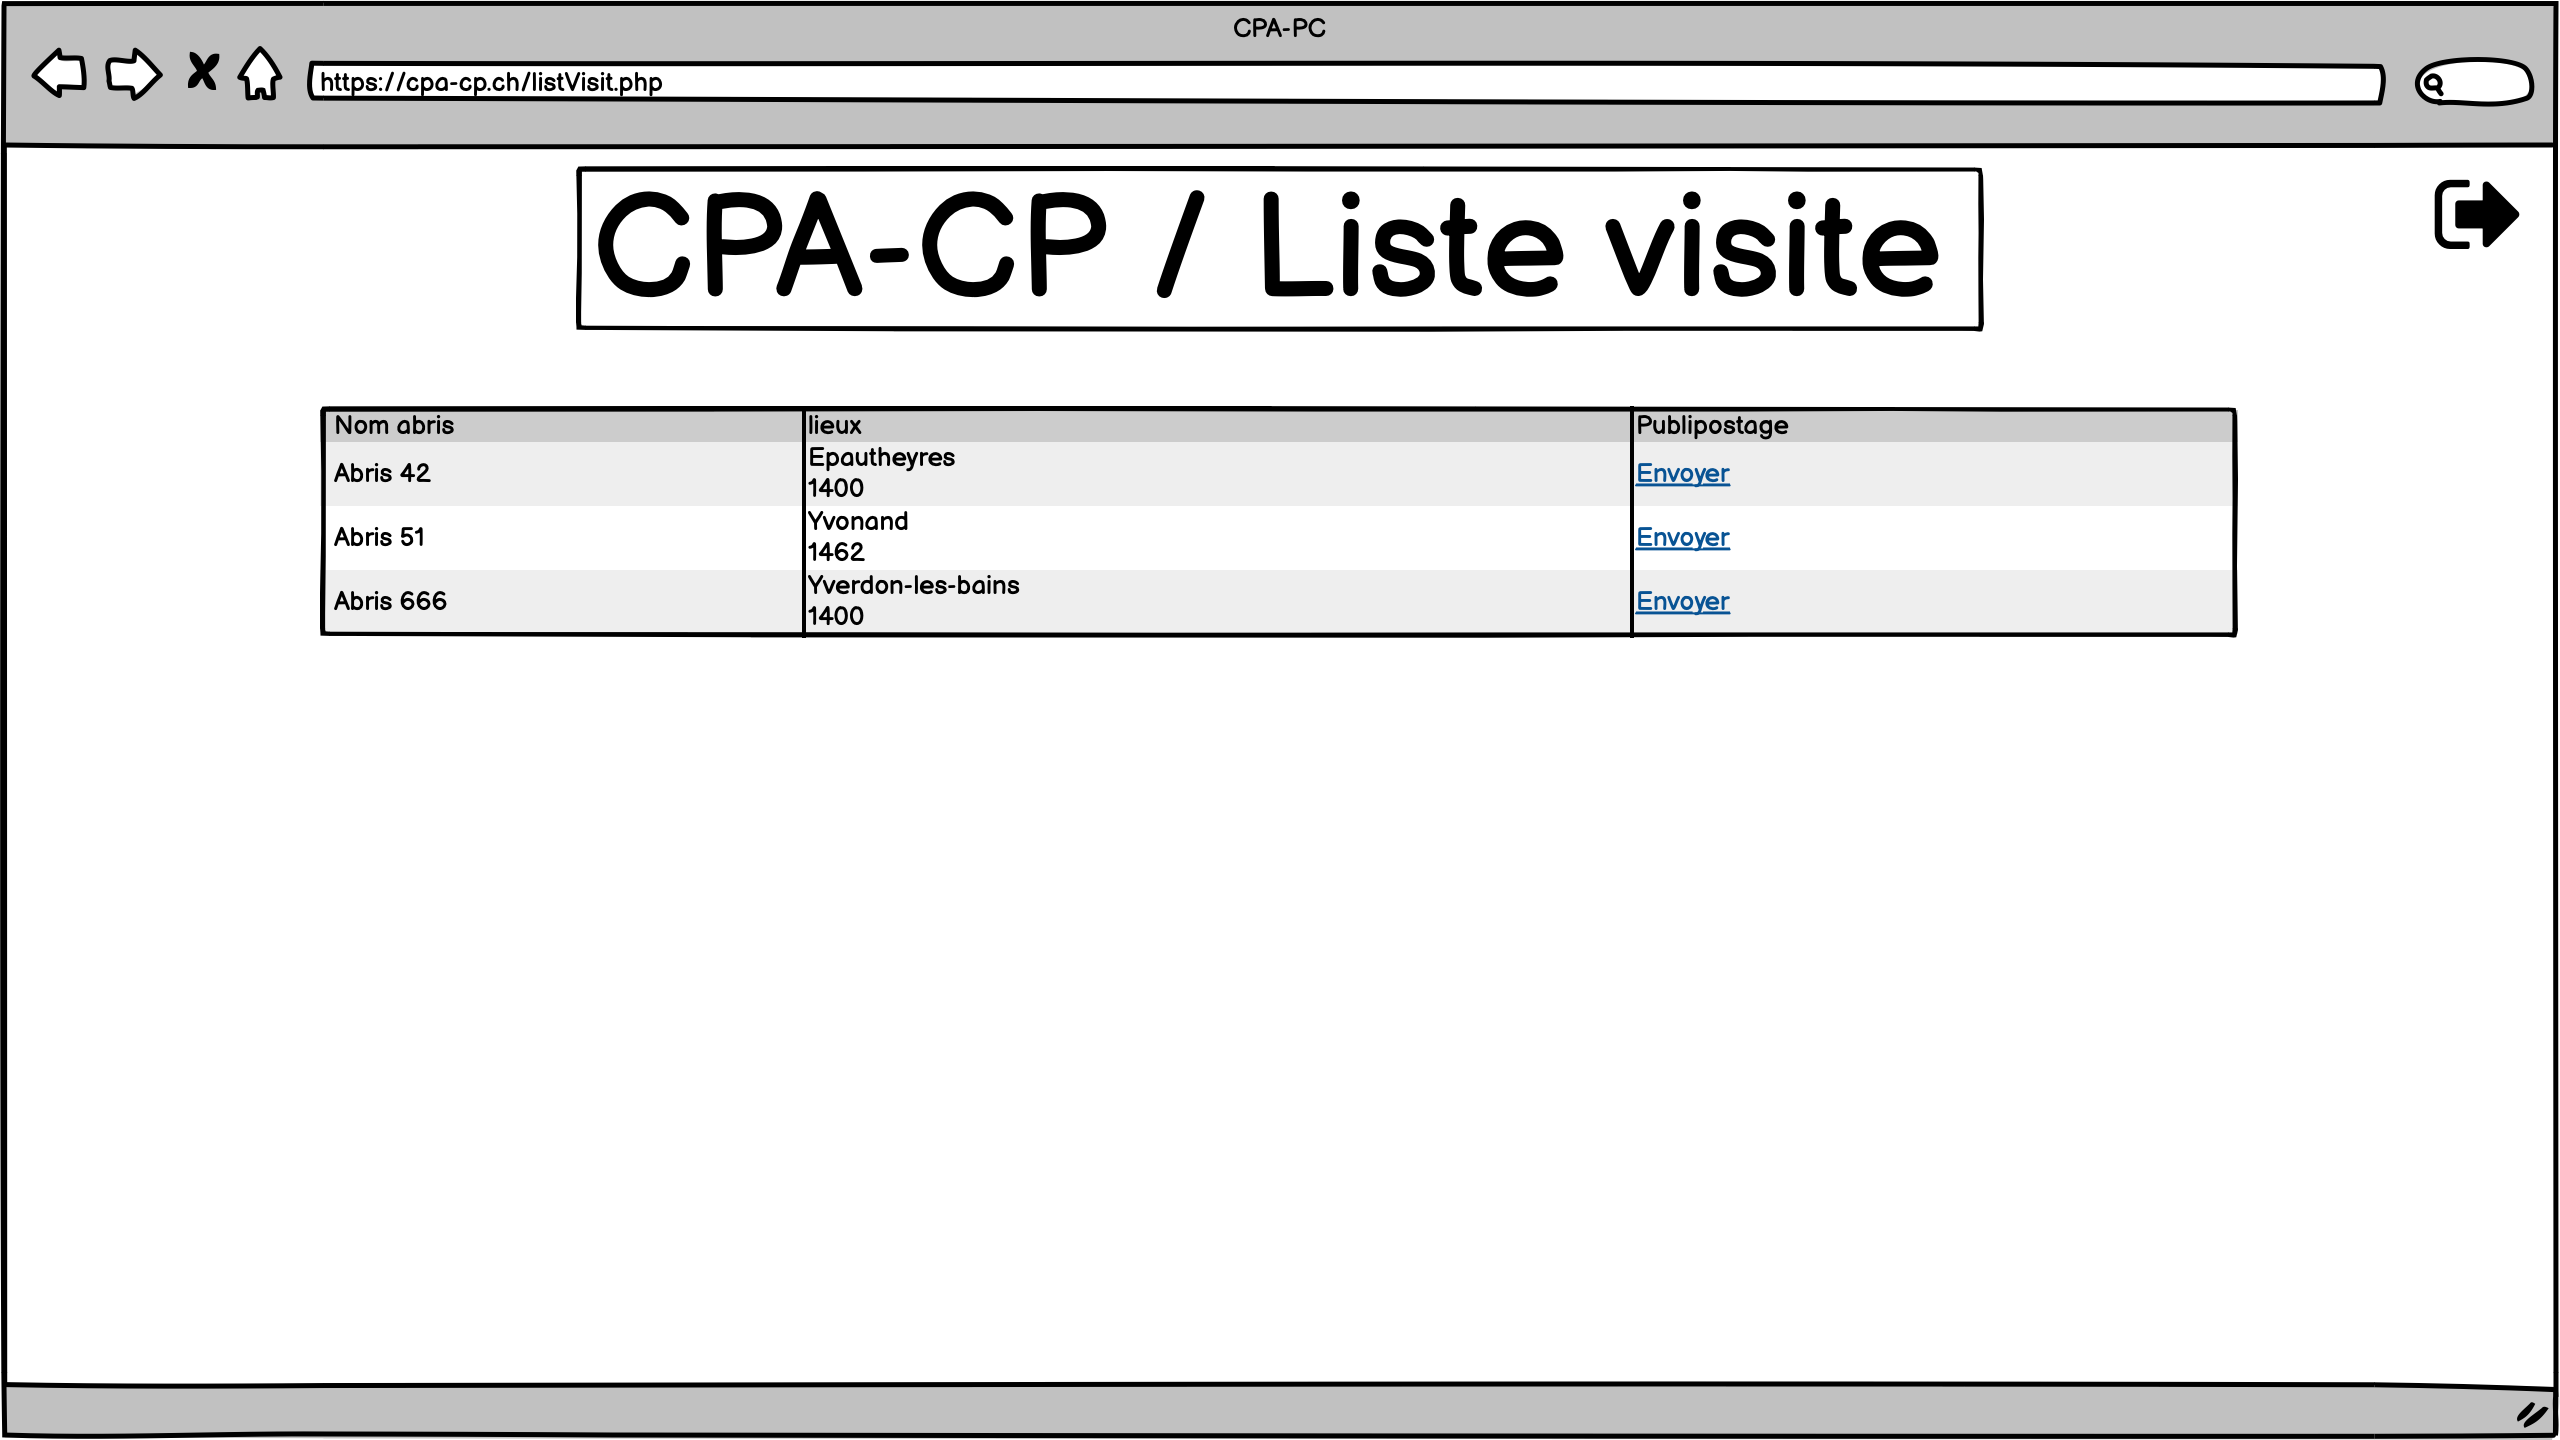 CPA-PC
https://cpa-cp.ch/listVisit.php
CPA-CP / Liste visite
Nom abris lieux Publipostage
Abris 42 Epautheyres 1400 Envoyer
Abris 51 Yvonand 1462 Envoyer
Abris 666 Yverdon-les-bains 1400 Envoyer